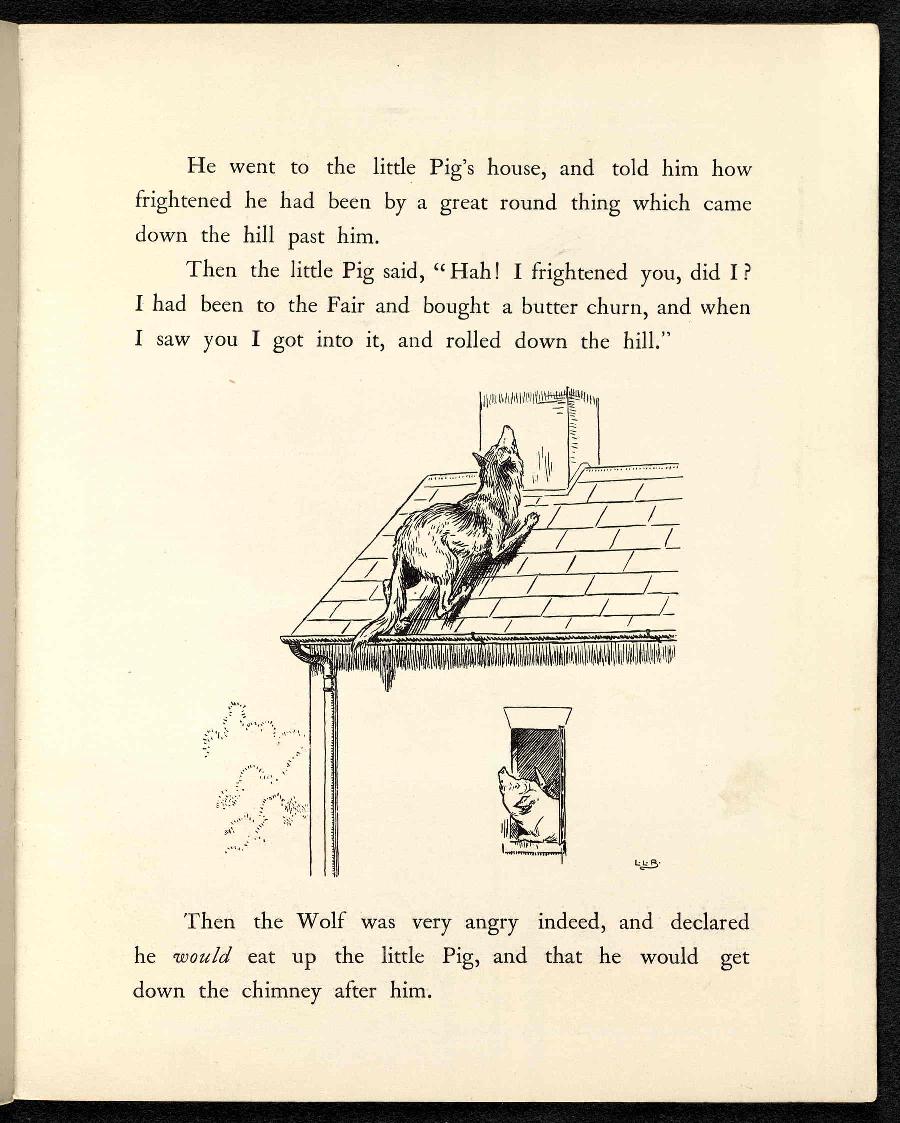 He went to the little Pig's house, and told him how
frightened he had been by a great round thing which came
down the hill past him.
Then the little Pig said, “Hah! I frightened you, did I?
I had been to the Fair and bought a butter churn, and when
I saw you I got into it, and rolled down the hill.”
L.L.B.
Then the Wolf was very angry indeed, and declared
he would eat up the little Pig, and that he would get
down the chimney after him.